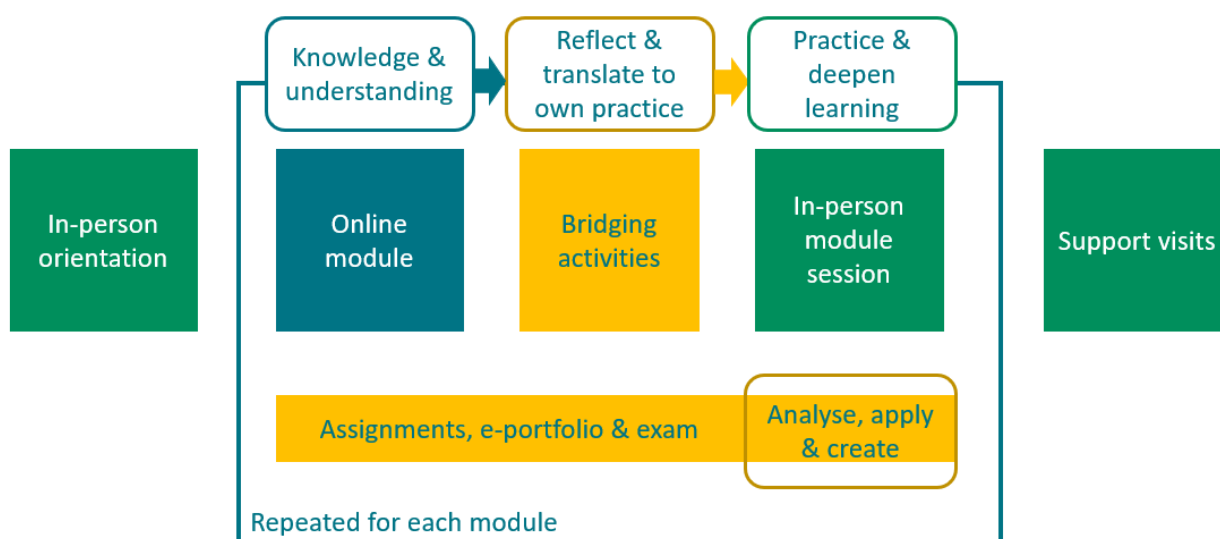 Knowledge &
understanding
Reflect &
translate to
own practice
Practice &
deepen
learning
In-person
orientation
Online
module
Bridging
activities
In-person
module
session
Support visits
Assignments, e-portfolio & exam
Analyse, apply
& create
Repeated for each module